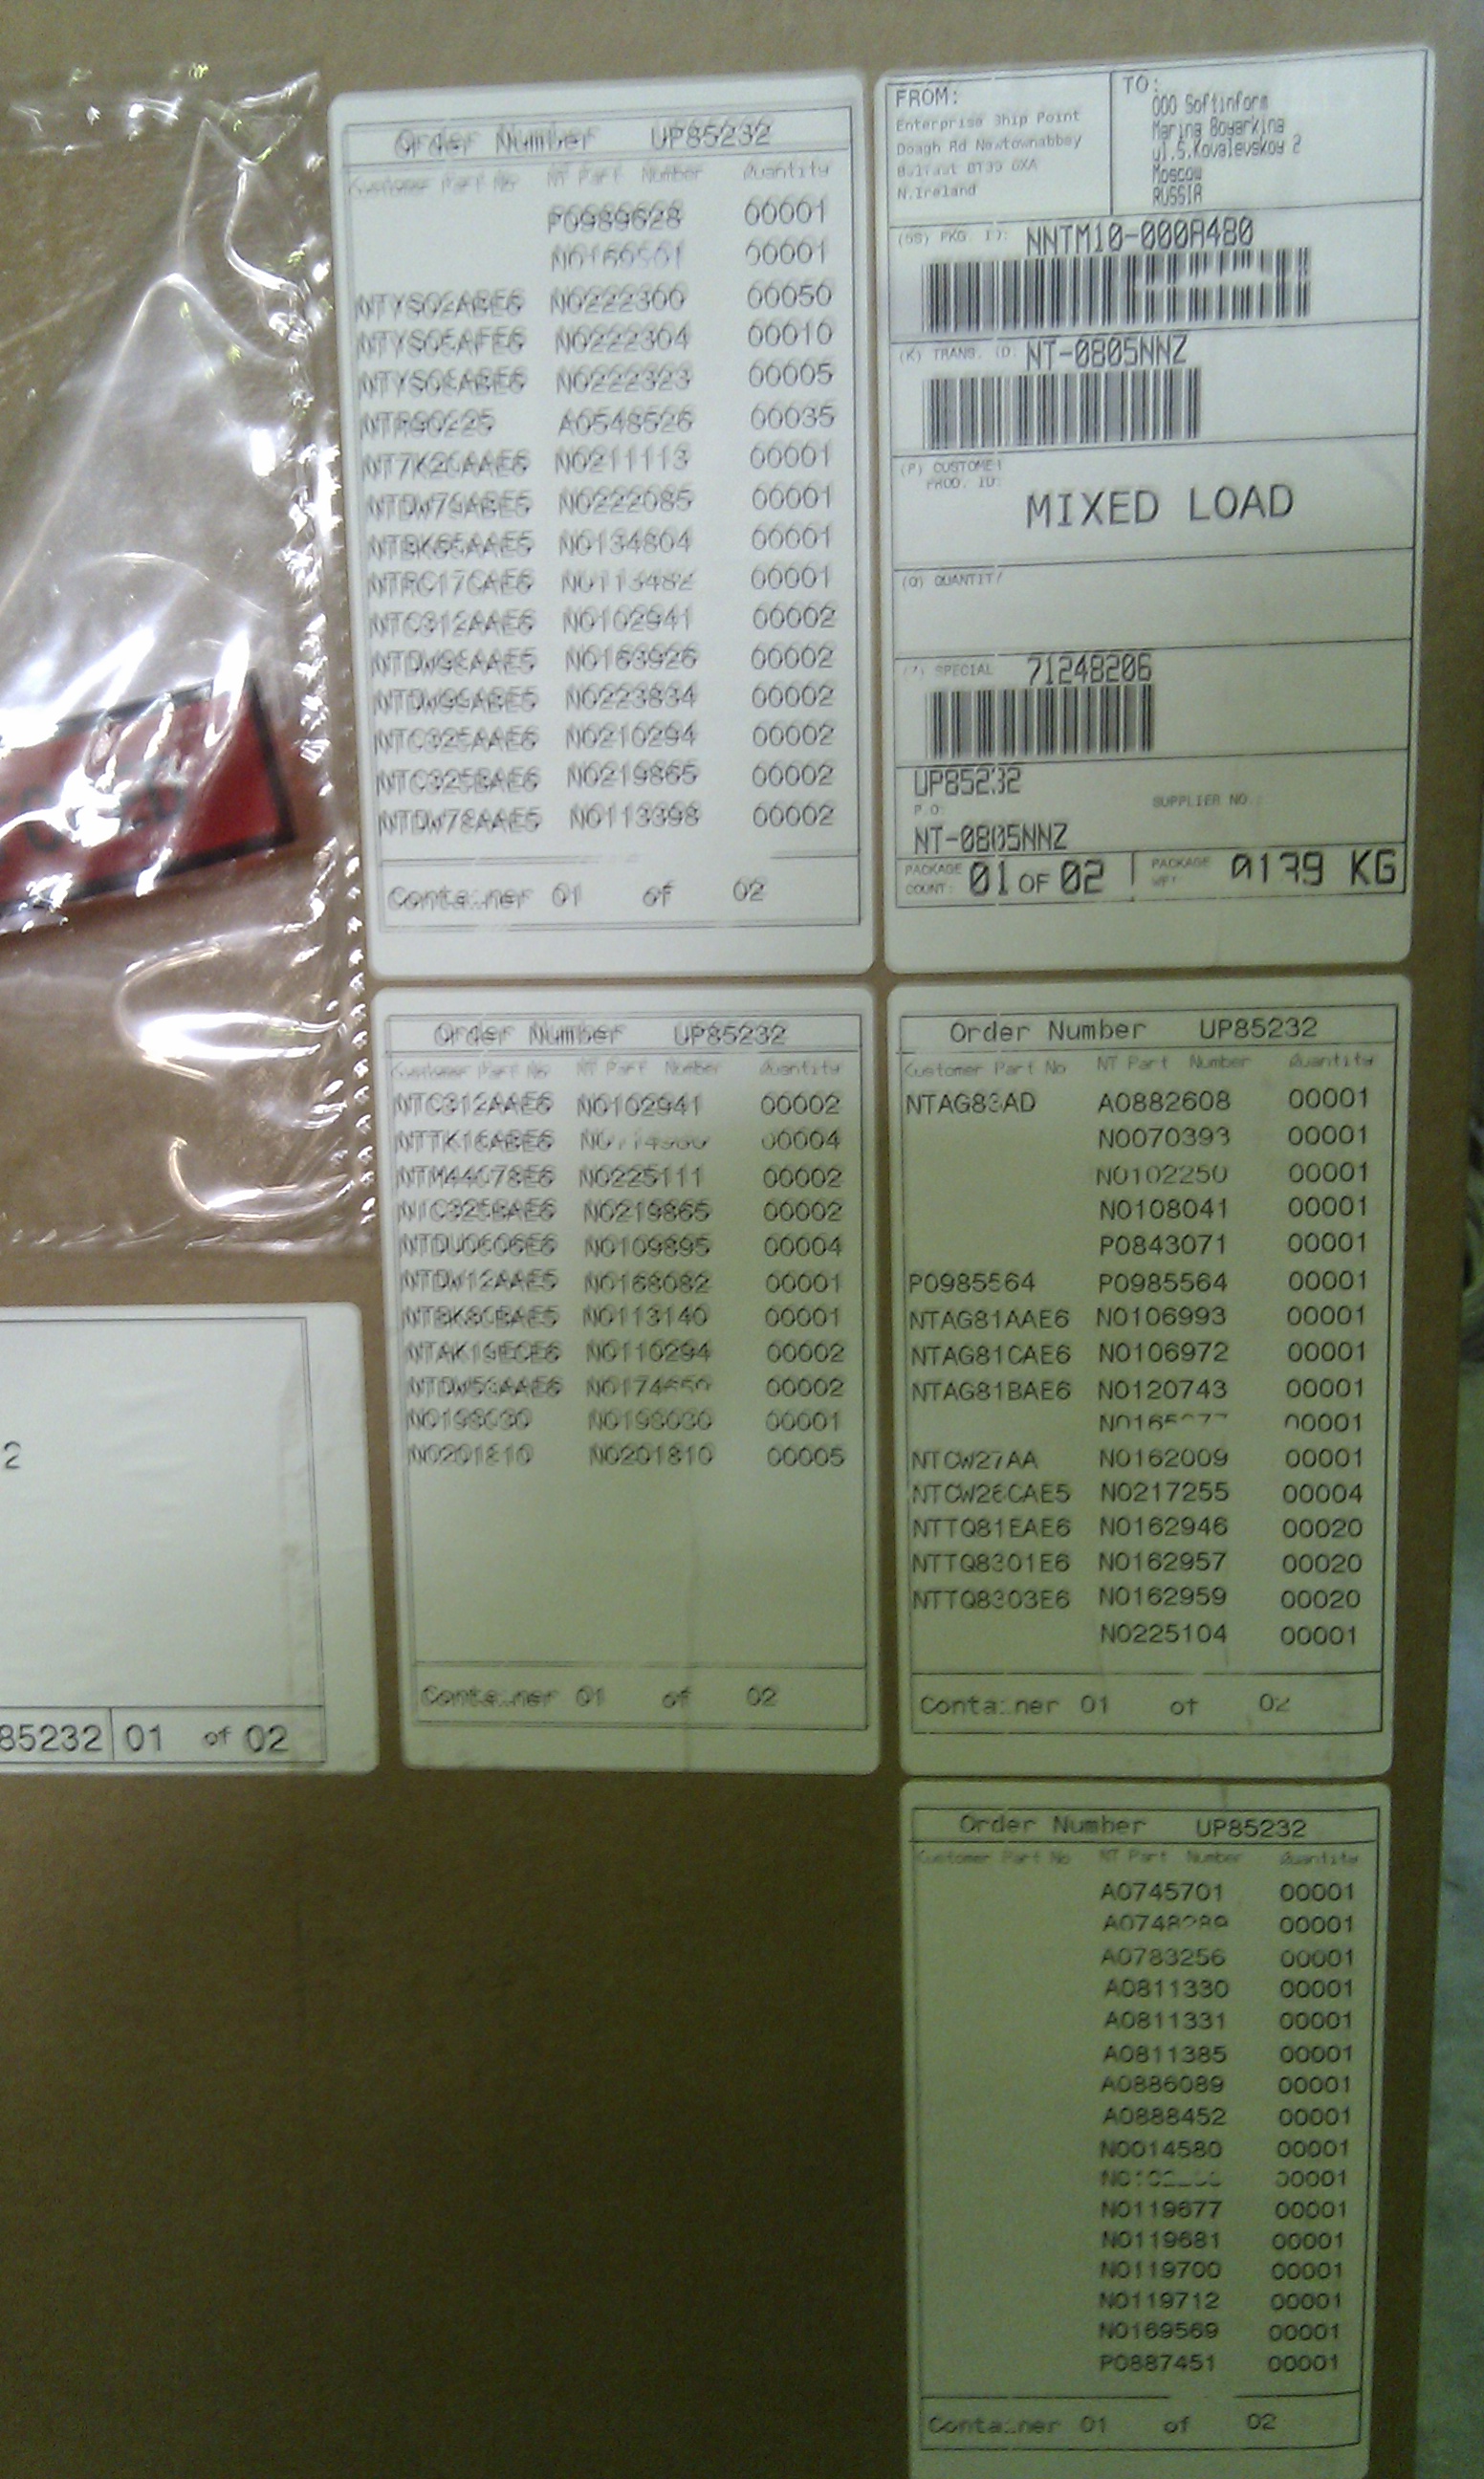 Order Number UP85232
Customer Part No NT Part Number Quantity
P0989628 00001
00001
NTYS02ABE6 N0222300 00050
NTYS05AFE6 N0222304 00010
NTYS08ABE6 N0222323 00005
NTRG0225 A0548526 00035
N0211113 00001
NTDW79ABE5 N0222085 00001
NTBK65AAE5 N0134804 00001
NTRC17CAE6 N0113482 00001
NTC312AAE6 N0102941 00002
NTDW98AAE5 N0163926 00002
NTDW99ABE5 N0223834 00002
NTC325AAE6 N0210294 00002
NTC325BAE6 N0219865 00002
NTDW78AAE5 N0113398 00002
Container 01 of 02
FROM:
Enterprise Ship Point
Doagh Rd Newtownabbey
Belfast BT36 6XA
N.Ireland
TO:
OOO Softinform
Marina Boyarkina
ul.S.Kovalevskoy 2
Moscow
RUSSIA
(5S) PKG. ID: NNTM10-000A480
(K) TRANS. ID: NT-0805NNZ
(P) CUSTOMER
PROD. ID:
MIXED LOAD
(Q) QUANTITY
(Z) SPECIAL 71248206
UP85232
P.O: SUPPLIER NO.:
NT-0805NNZ
PACKAGE
COUNT: 01 OF 02 PACKAGE
WGT 0139 KG
Order Number UP85232
Customer Part No NT Part Number Quantity
NTC312AAE6 N0102941 00002
NTTK16ABE6 00004
NTM44078E6 N0225111 00002
NTC325BAE6 N0219865 00002
NTDU0606E6 N0109895 00004
NTDW12AAE5 N0168082 00001
NTBK80BAE5 N0113140 00001
N0110294 00002
00002
N0198030 N0198030 00001
N0201810 N0201810 00005
Container 01 of 02
Order Number UP85232
Customer Part No NT Part Number Quantity
NTAG83AD A0882608 00001
N0070393 00001
N0102250 00001
N0108041 00001
P0843071 00001
P0985564 P0985564 00001
NTAG81AAE6 N0106993 00001
NTAG81CAE6 N0106972 00001
NTAG81BAE6 N0120743 00001
00001
NTCW27AA N0162009 00001
NTCW26CAE5 N0217255 00004
NTTQ81EAE6 N0162946 00020
NTTQ8301E6 N0162957 00020
NTTQ8303E6 N0162959 00020
N0225104 00001
Container 01 of 02
2
85232 01 of 02
Order Number UP85232
Customer Part No NT Part Number Quantity
A0745701 00001
A0748289 00001
A0783256 00001
A0811330 00001
A0811331 00001
A0811385 00001
A0886089 00001
A0888452 00001
N0014580 00001
00001
N0119677 00001
N0119681 00001
N0119700 00001
N0119712 00001
N0169569 00001
P0887451 00001
Container 01 of 02